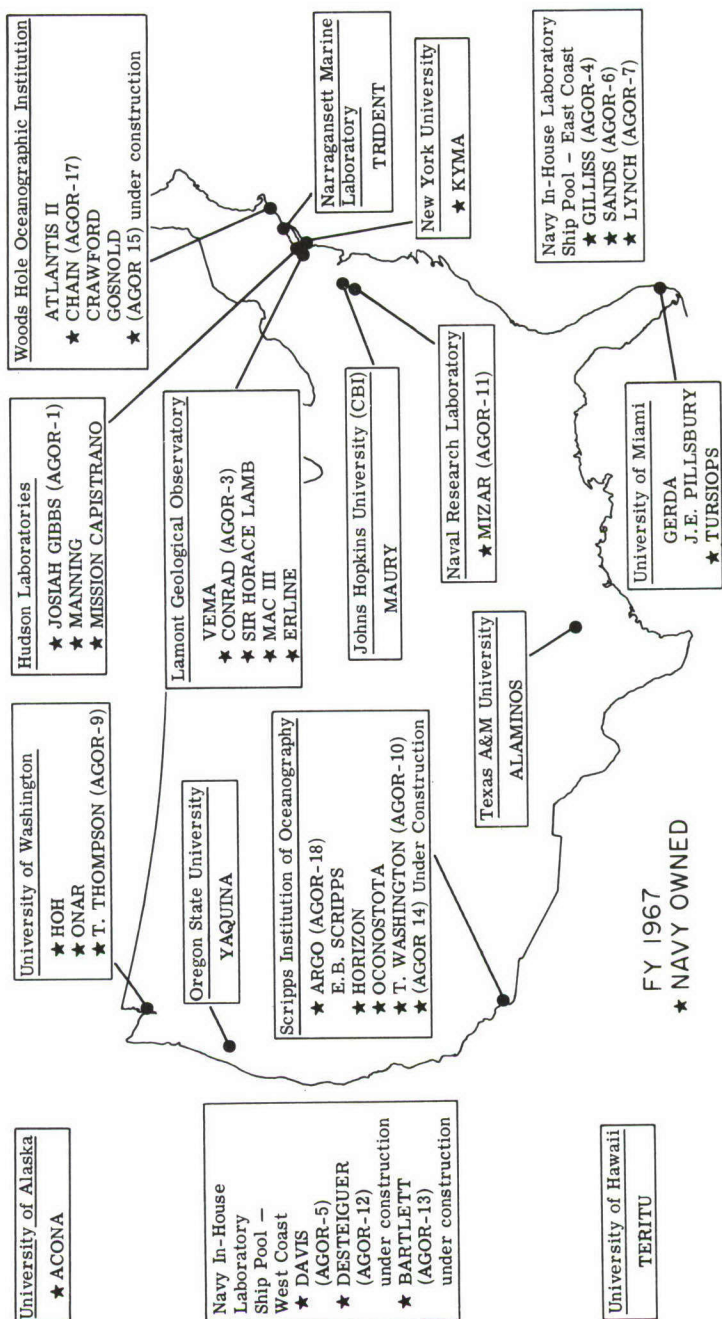 University of Alaska
★ ACONA
University of Washington
★ HOH
★ ONAR
★ T. THOMPSON (AGOR-9)
Hudson Laboratories
★ JOSIAH GIBBS (AGOR-1)
★ MANNING
★ MISSION CAPISTRANO
Woods Hole Oceanographic Institution
ATLANTIS II
★ CHAIN (AGOR-17)
CRAWFORD
GOSNOLD
★ (AGOR 15) under construction
Navy In-House
Laboratory
Ship Pool —
West Coast
★ DAVIS
(AGOR-5)
★ DESTEIGUER
(AGOR-12)
under construction
★ BARTLETT
(AGOR-13)
under construction
Oregon State University
YAQUINA
Lamont Geological Observatory
VEMA
★ CONRAD (AGOR-3)
★ SIR HORACE LAMB
★ MAC III
★ ERLINE
Narragansett Marine
Laboratory
TRIDENT
Scripps Institution of Oceanography
★ ARGO (AGOR-18)
E.B. SCRIPPS
★ HORIZON
★ OCONOSTOTA
★ T. WASHINGTON (AGOR-10)
★ (AGOR 14) Under Construction
Johns Hopkins University (CBI)
MAURY
New York University
★ KYMA
Naval Research Laboratory
★ MIZAR (AGOR-11)
Texas A&M University
ALAMINOS
Navy In-House Laboratory
Ship Pool — East Coast
★ GILLISS (AGOR-4)
★ SANDS (AGOR-6)
★ LYNCH (AGOR-7)
University of Hawaii
TERITU
University of Miami
GERDA
J.E. PILLSBURY
★ TURSIOPS
FY 1967
★ NAVY OWNED